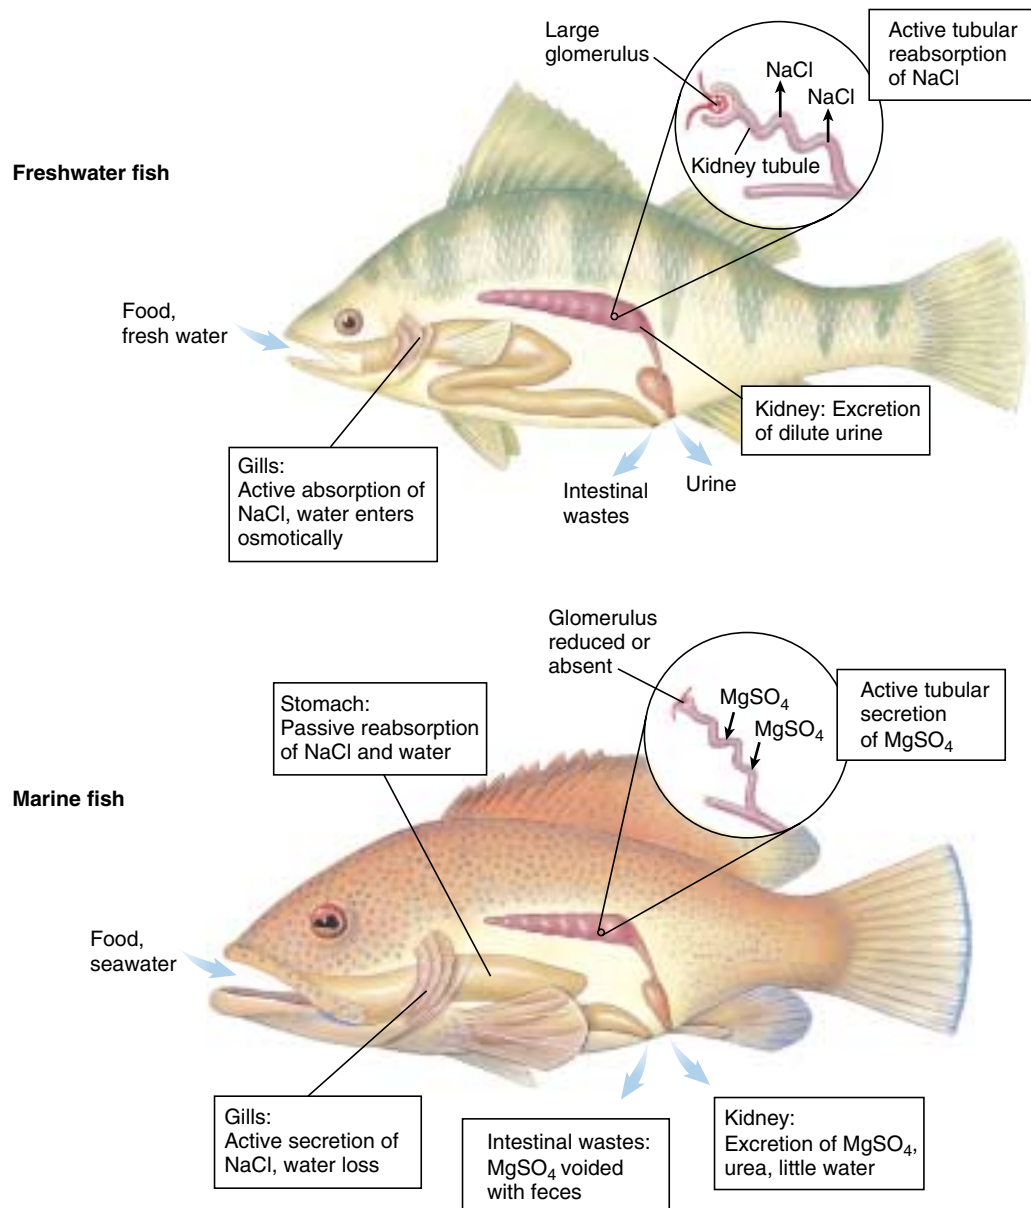 Large
glomerulus
Active tubular
reabsorption
of NaCl
NaCl
NaCl
Kidney tubule
Freshwater fish
Food,
fresh water
Kidney: Excretion
of dilute urine
Gills:
Active absorption of
NaCl, water enters
osmotically
Intestinal
wastes
Urine
Glomerulus
reduced or
absent
Stomach:
Passive reabsorption
of NaCl and water
MgSO₄
MgSO₄
Active tubular
secretion
of MgSO₄
Marine fish
Food,
seawater
Gills:
Active secretion of
NaCl, water loss
Intestinal wastes:
MgSO₄ voided
with feces
Kidney:
Excretion of MgSO₄,
urea, little water